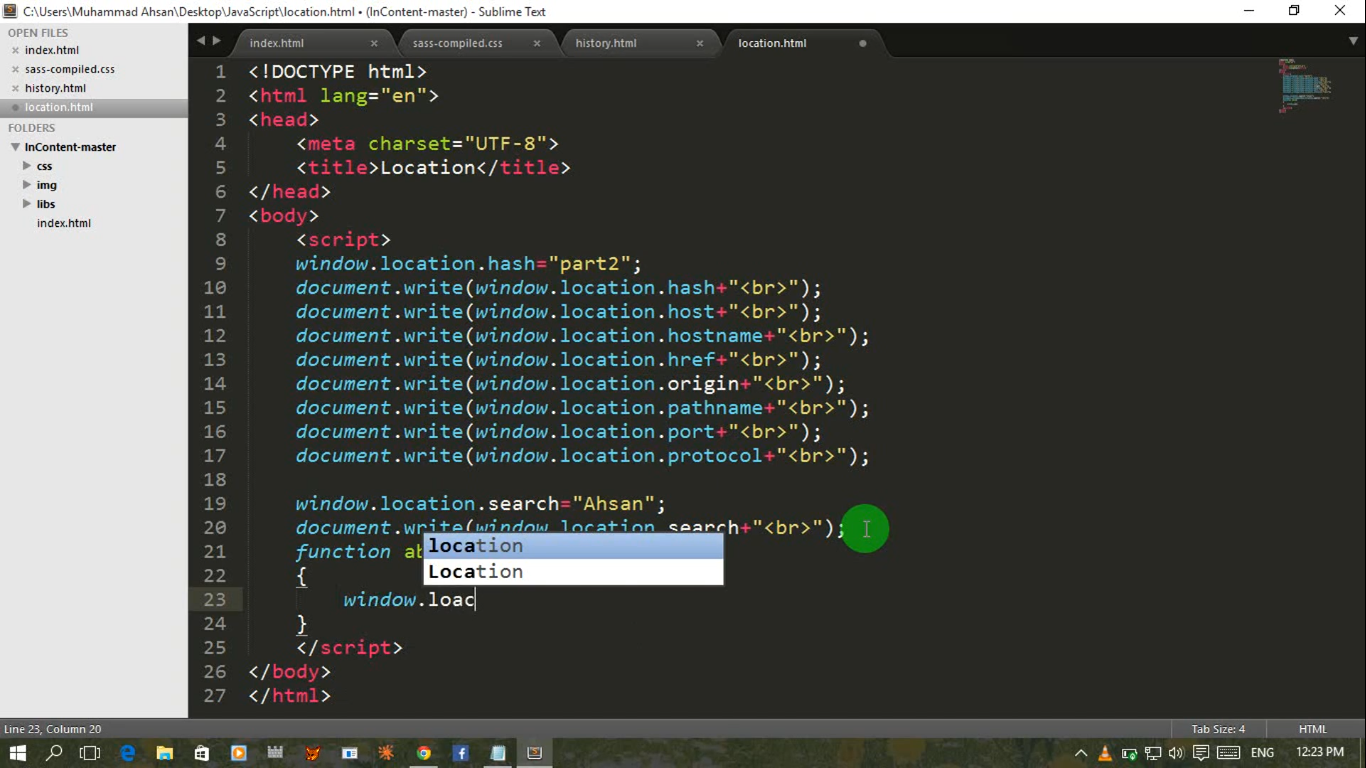 C:\Users\Muhammad Ahsan\Desktop\JavaScript\location.html • (InContent-master) - Sublime Text
OPEN FILES
index.html
sass-compiled.css
history.html
location.html
FOLDERS
InContent-master
css
img
libs
index.html
index.html
sass-compiled.css
history.html
location.html
1 <!DOCTYPE html>
2 <html lang="en">
3 <head>
4 <meta charset="UTF-8">
5 <title>Location</title>
6 </head>
7 <body>
8 <script>
9 window.location.hash="part2";
10 document.write(window.location.hash+"<br>");
11 document.write(window.location.host+"<br>");
12 document.write(window.location.hostname+"<br>");
13 document.write(window.location.href+"<br>");
14 document.write(window.location.origin+"<br>");
15 document.write(window.location.pathname+"<br>");
16 document.write(window.location.port+"<br>");
17 document.write(window.location.protocol+"<br>");
18
19 window.location.search="Ahsan";
20 document.write(window.location.search+"<br>");
21 function
location
22 {
Location
23 window.loac
24 }
25 </script>
26 </body>
27 </html>
Line 23, Column 20
Tab Size: 4
HTML
ENG
12:23 PM